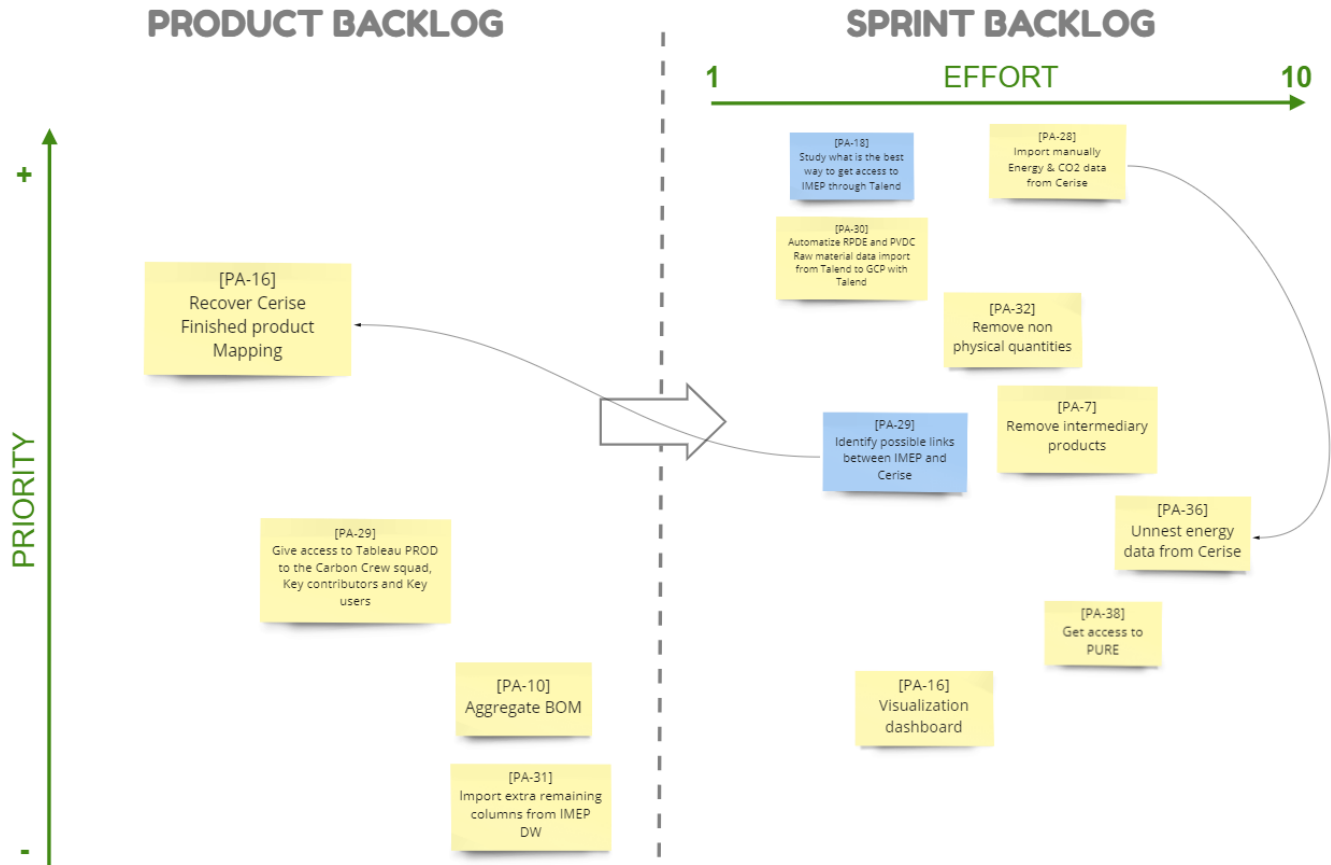 PRODUCT BACKLOG
SPRINT BACKLOG
1
EFFORT
10
+
PRIORITY
-
[PA-16]
Recover Cerise
Finished product
Mapping
[PA-29]
Give access to Tableau PROD
to the Carbon Crew squad,
Key contributors and Key
users
[PA-10]
Aggregate BOM
[PA-31]
Import extra remaining
columns from IMEP
DW
[PA-18]
Study what is the best
way to get access to
IMEP through Talend
[PA-28]
Import manually
Energy & CO2 data
from Cerise
[PA-30]
Automatize RPDE and PVDC
Raw material data import
from Talend to GCP with
Talend
[PA-32]
Remove non
physical quantities
[PA-29]
Identify possible links
between IMEP and
Cerise
[PA-7]
Remove intermediary
products
[PA-36]
Unnest energy
data from Cerise
[PA-38]
Get access to
PURE
[PA-16]
Visualization
dashboard